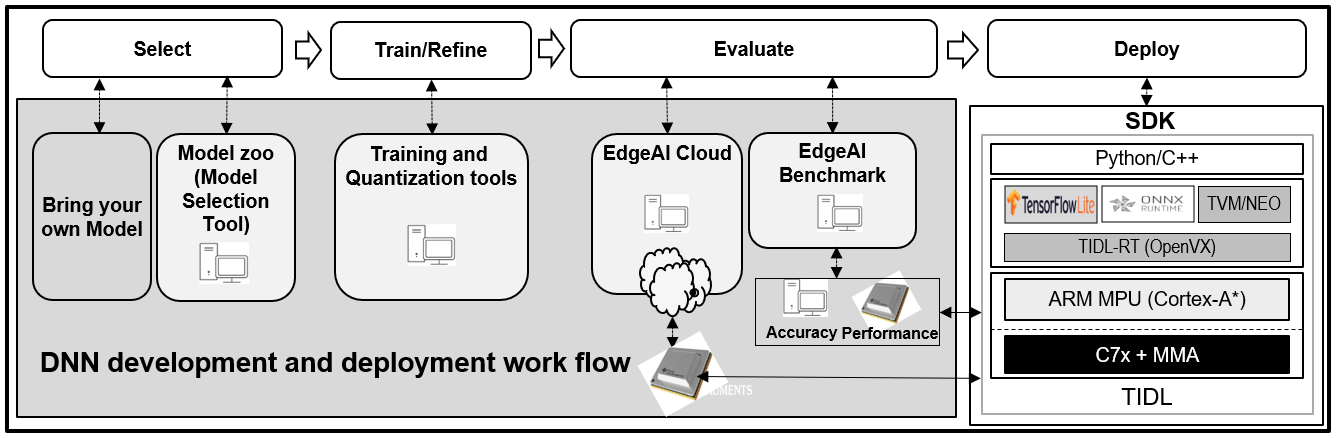 Select
Train/Refine
Evaluate
Deploy
Bring your
own Model
Model zoo
(Model
Selection
Tool)
Training and
Quantization tools
EdgeAI Cloud
EdgeAI
Benchmark
Accuracy
Performance
DNN development and deployment work flow
SDK
Python/C++
TensorFlowLite
ONNX
RUNTIME
TVM/NEO
TIDL-RT (OpenVX)
ARM MPU (Cortex-A*)
C7x + MMA
TIDL